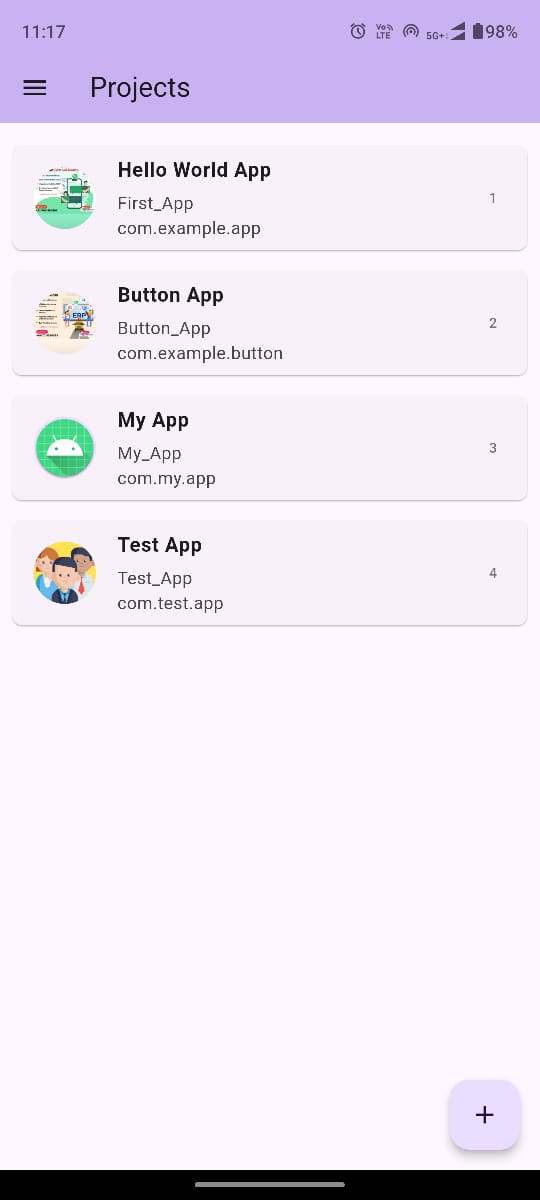 11:17
Vo LTE 5G+ 98%
Projects
Hello World App
First_App
com.example.app
1
Button App
Button_App
com.example.button
2
ERP
My App
My_App
com.my.app
3
Test App
Test_App
com.test.app
4